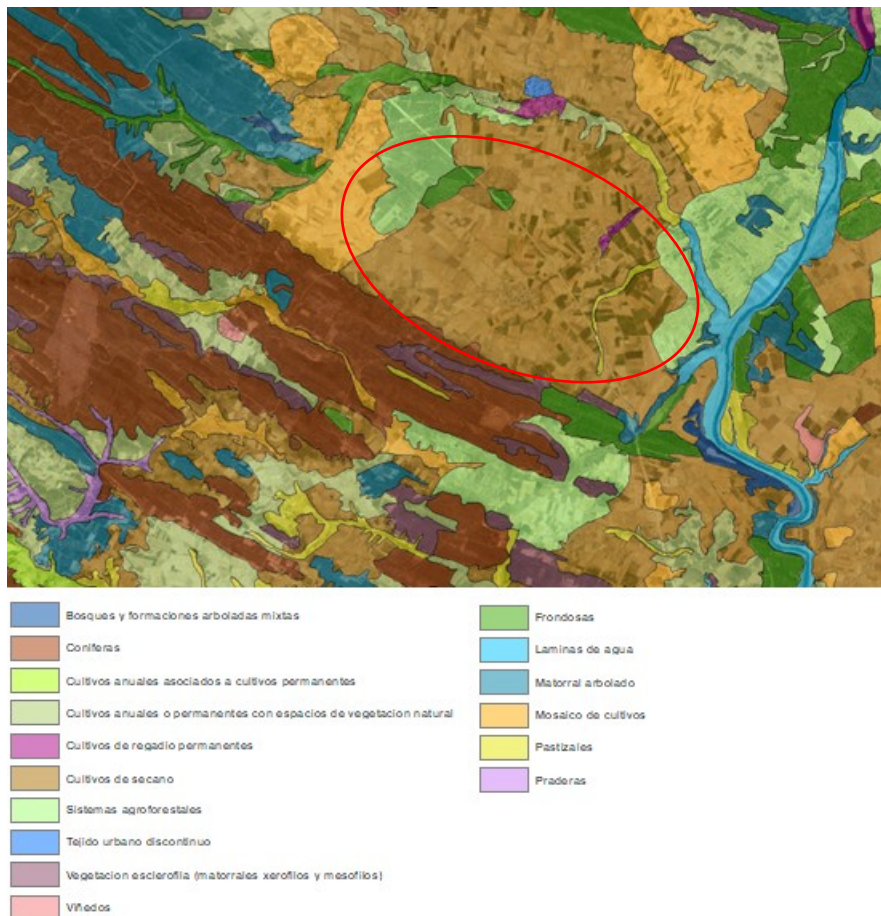 Bosques y formaciones arboladas mixtas
Coniferas
Cultivos anuales asociados a cultivos permanentes
Cultivos anuales o permanentes con espacios de vegetacion natural
Cultivos de regadio permanentes
Cultivos de secano
Sistemas agroforestales
Tejido urbano discontinuo
Vegetacion esclerofila (matorrales xerofilos y mesofilos)
Viñedos
Frondosas
Laminas de agua
Matorral arbolado
Mosaico de cultivos
Pastizales
Praderas